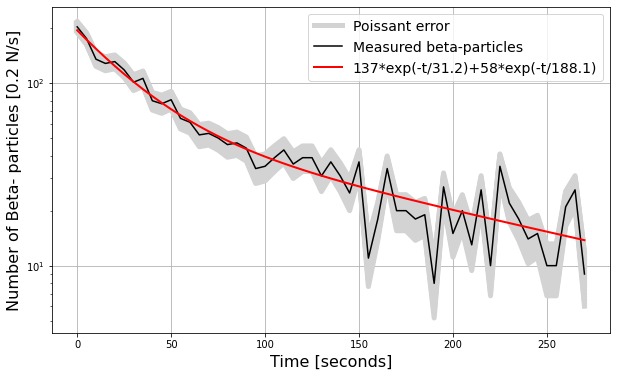 Poissant error
Measured beta-particles
137*exp(-t/31.2)+58*exp(-t/188.1)
Number of Beta- particles [0.2 N/s]
10²
10¹
0 50 100 150 200 250
Time [seconds]